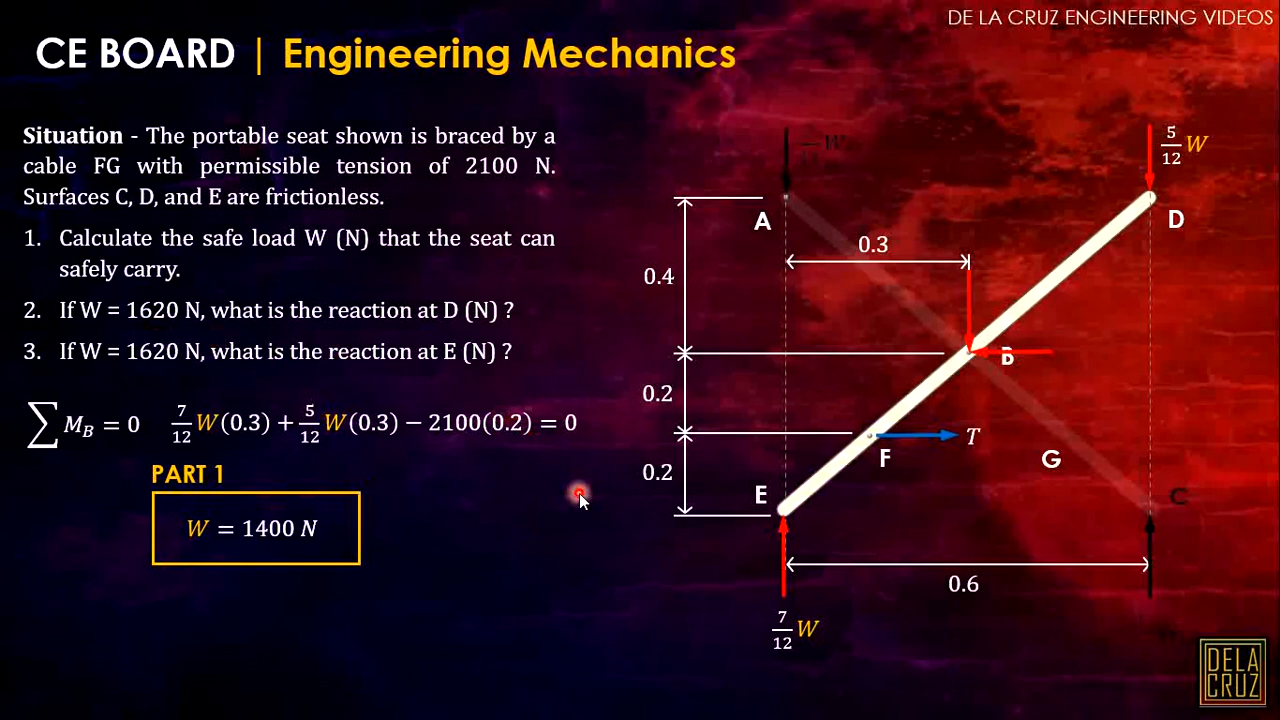 DE LA CRUZ ENGINEERING VIDEOS
CE BOARD | Engineering Mechanics
Situation - The portable seat shown is braced by a
cable FG with permissible tension of 2100 N.
Surfaces C, D, and E are frictionless.
1. Calculate the safe load W (N) that the seat can
safely carry.
2. If W = 1620 N, what is the reaction at D (N) ?
3. If W = 1620 N, what is the reaction at E (N) ?
∑ M_B = 0 7/12 W(0.3) + 5/12 W(0.3) − 2100(0.2) = 0
PART 1
W = 1400 N
5/12 W
A
D
0.3
0.4
B
0.2
T
F
G
0.2
E
C
0.6
7/12 W
DELA
CRUZ